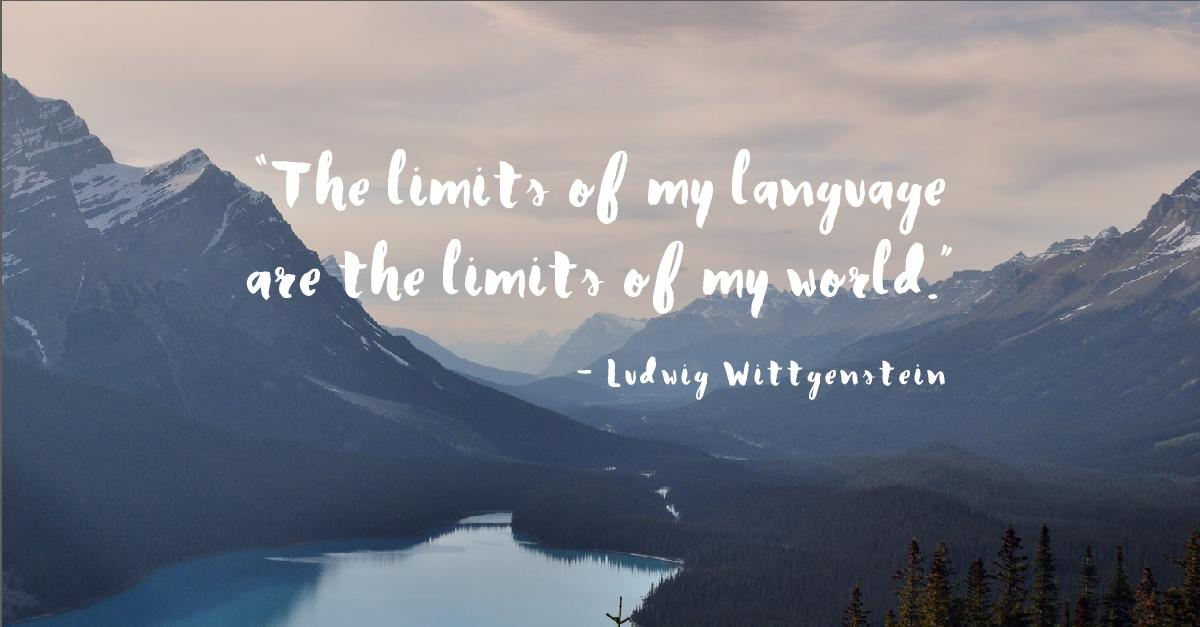 "The limits of my language
are the limits of my world."
- Ludwig Wittgenstein